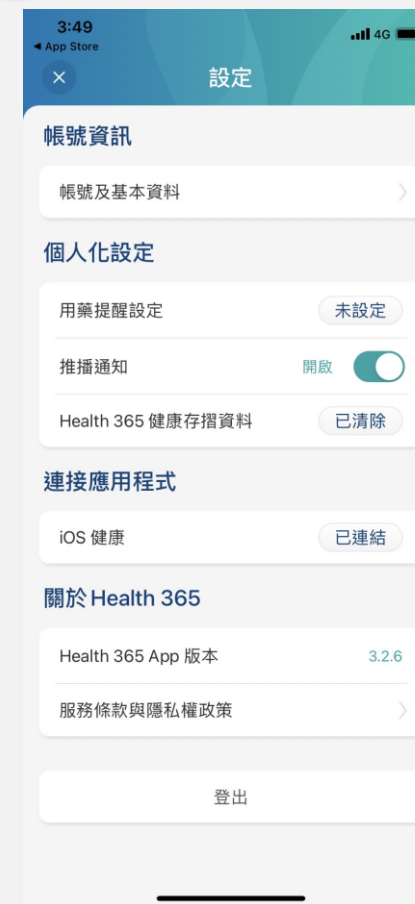 3:49
4G
◀ App Store
設定
帳號資訊
帳號及基本資料
個人化設定
用藥提醒設定 未設定
推播通知 開啟
Health 365 健康存摺資料 已清除
連接應用程式
iOS 健康 已連結
關於 Health 365
Health 365 App 版本 3.2.6
服務條款與隱私權政策
登出